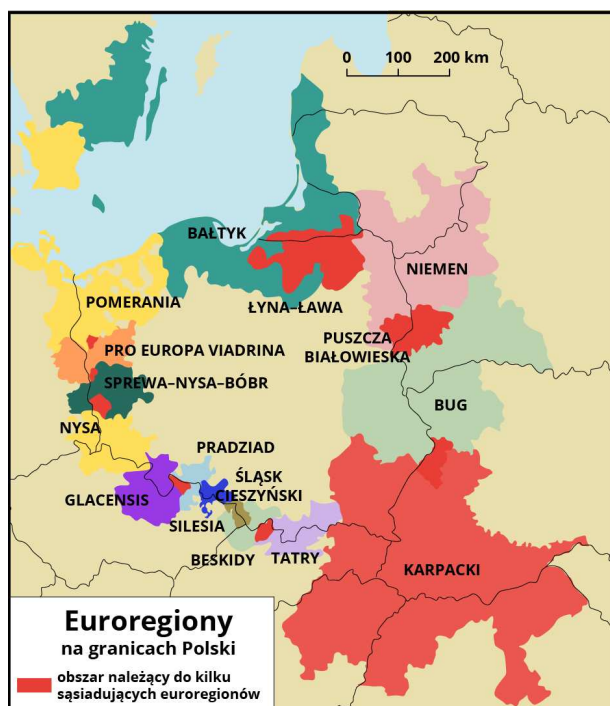 0 100 200 km
BAŁTYK
NIEMEN
POMERANIA
ŁYNA–ŁAWA
PUSZCZA
BIAŁOWIESKA
PRO EUROPA VIADRINA
SPREWA–NYSA–BÓBR
BUG
NYSA
PRADZIAD
ŚLĄSK
CIESZYŃSKI
GLACENSIS
SILESIA
BESKIDY
TATRY
KARPACKI
Euroregiony
na granicach Polski
obszar należący do kilku
sąsiadujących euroregionów